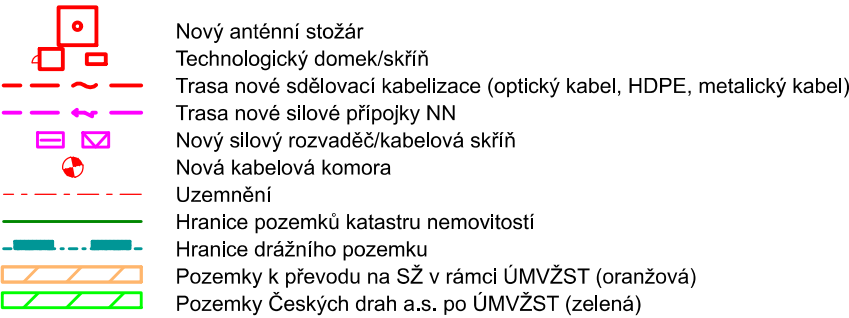 Nový anténní stožár
Technologický domek/skříň
Trasa nové sdělovací kabelizace (optický kabel, HDPE, metalický kabel)
Trasa nové silové přípojky NN
Nový silový rozvaděč/kabelová skříň
Nová kabelová komora
Uzemnění
Hranice pozemků katastru nemovitostí
Hranice drážního pozemku
Pozemky k převodu na SŽ v rámci ÚMVŽST (oranžová)
Pozemky Českých drah a.s. po ÚMVŽST (zelená)